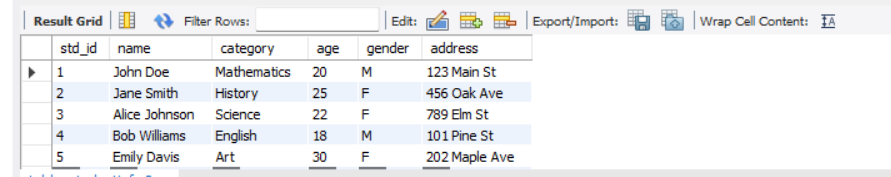 Result Grid Filter Rows: Edit: Export/Import: Wrap Cell Content: IA
std_id name category age gender address
1 John Doe Mathematics 20 M 123 Main St
2 Jane Smith History 25 F 456 Oak Ave
3 Alice Johnson Science 22 F 789 Elm St
4 Bob Williams English 18 M 101 Pine St
5 Emily Davis Art 30 F 202 Maple Ave